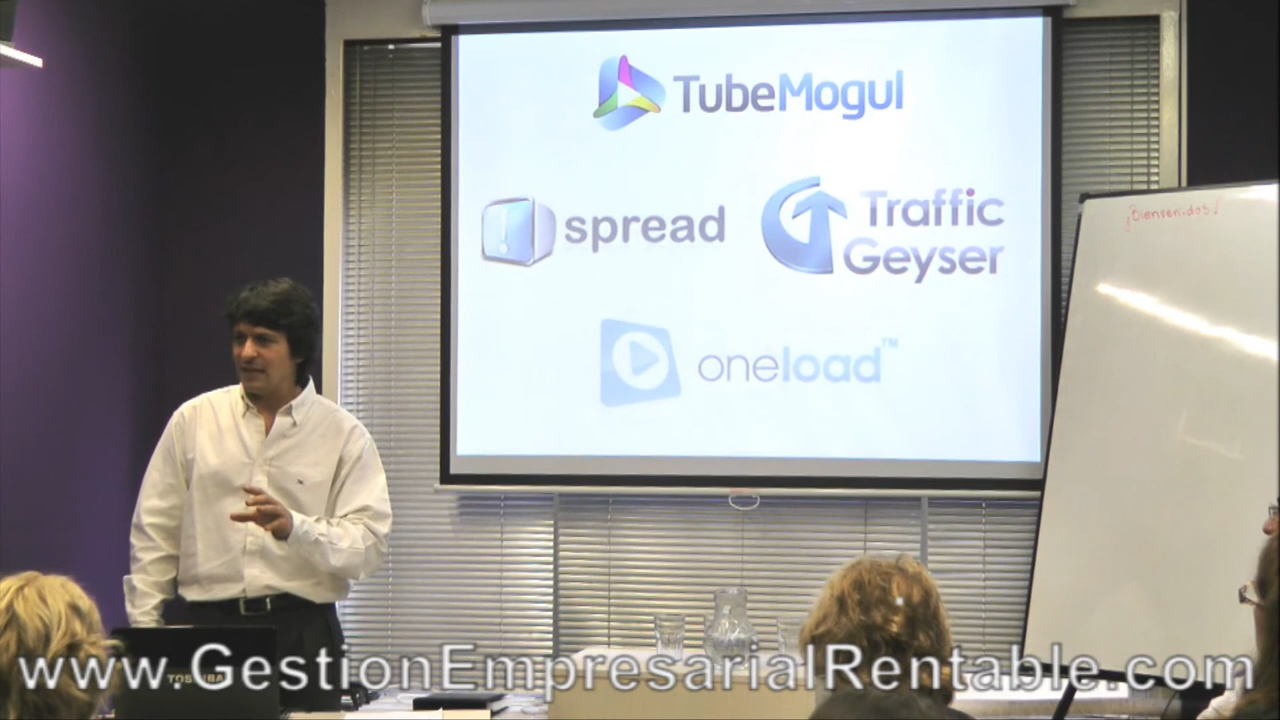 TubeMogul
spread
Traffic
Geyser
oneload™
¡Bienvenidos!
TOSHIBA
www.GestionEmpresarialRentable.com